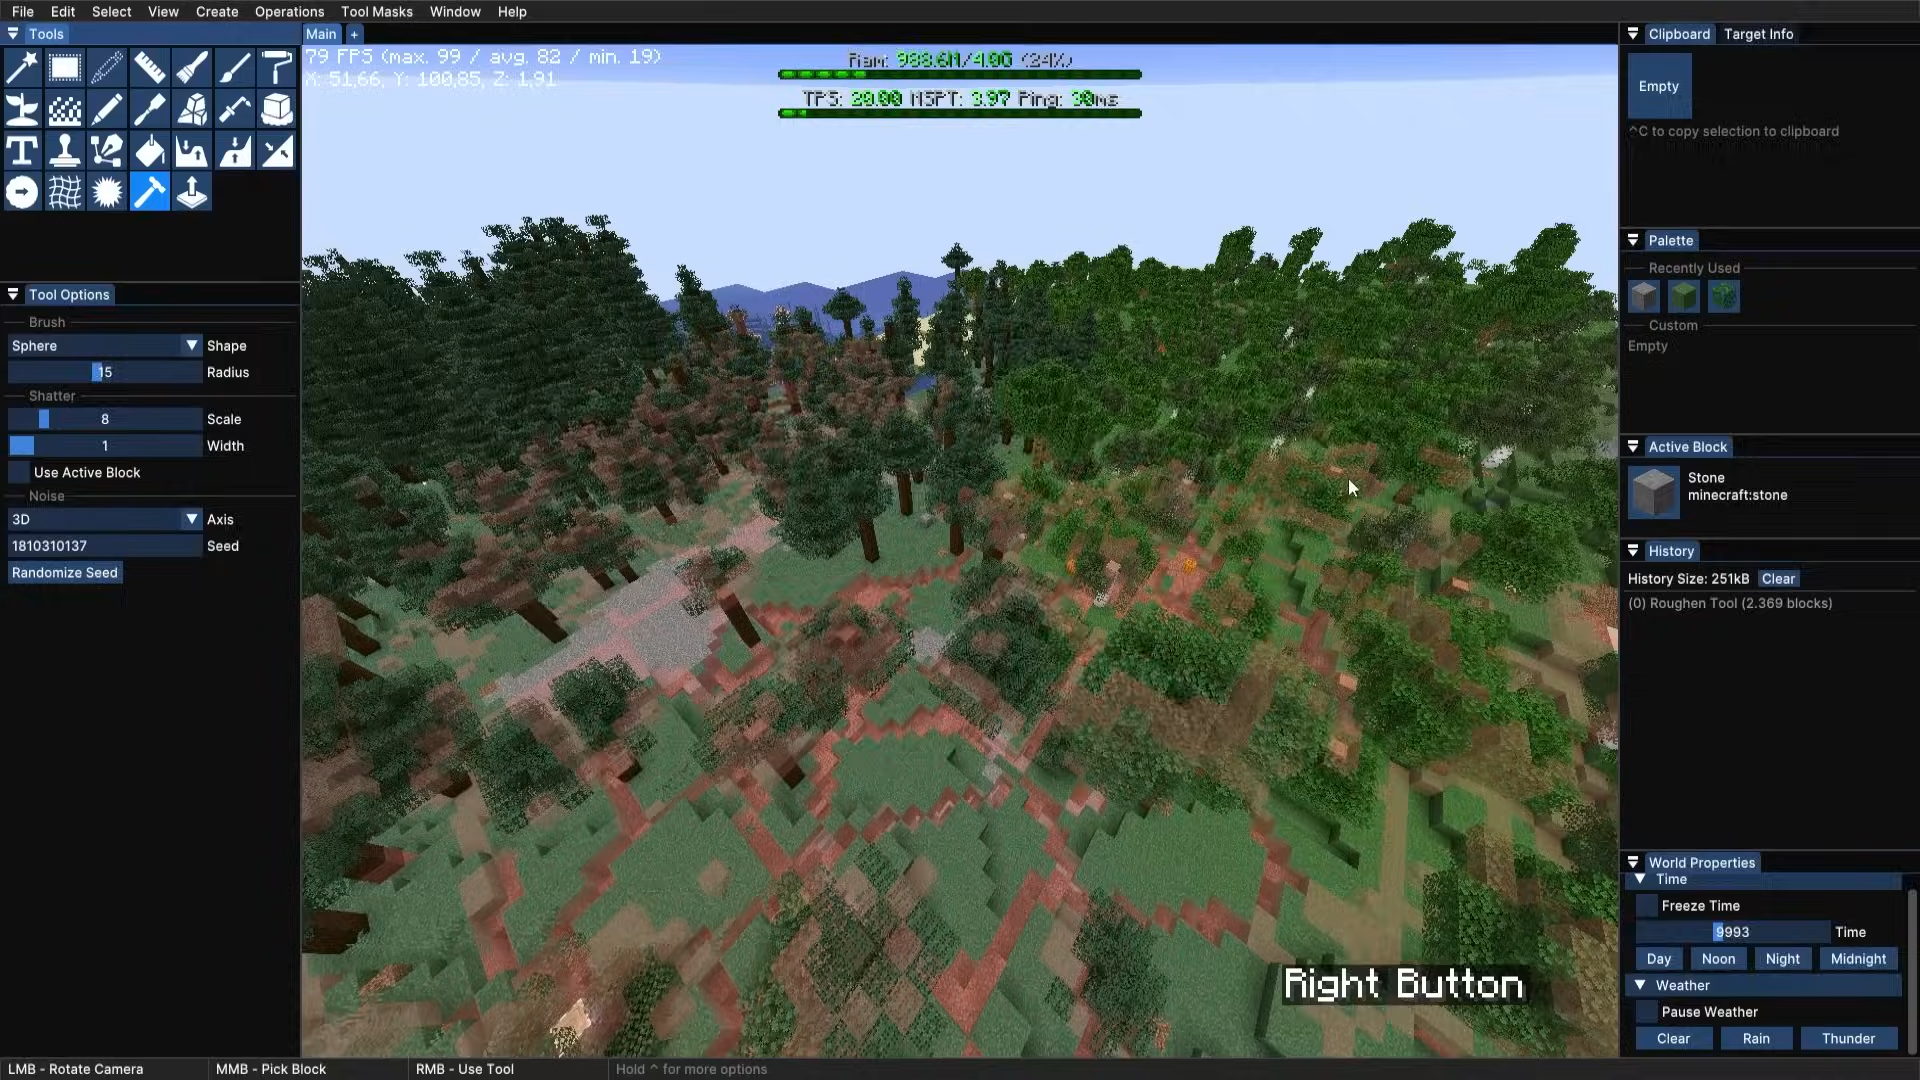 File Edit Select View Create Operations Tool Masks Window Help
Tools
Main +
Clipboard Target Info
79 FPS (max. 99 / avg. 82 / min. 19)
X: 51,66, Y: 100,85, Z: 1,91
Ram: 988.6M/4.0G (24%)
TPS: 20.00 MSPT: 3.97 Ping: 30ms
Empty
^C to copy selection to clipboard
Palette
Recently Used
Custom
Empty
Tool Options
Brush
Sphere Shape
15 Radius
Shatter
8 Scale
1 Width
Use Active Block
Noise
3D Axis
1810310137 Seed
Randomize Seed
Active Block
Stone
minecraft:stone
History
History Size: 251kB Clear
(0) Roughen Tool (2.369 blocks)
World Properties
Time
Freeze Time
9993 Time
Day Noon Night Midnight
Weather
Pause Weather
Clear Rain Thunder
Right Button
LMB - Rotate Camera MMB - Pick Block RMB - Use Tool Hold ^ for more options